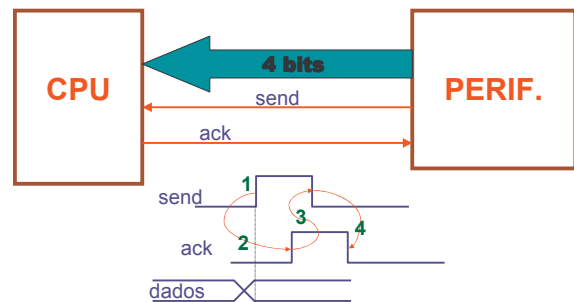 4 bits
CPU
PERIF.
send
ack
1
send
3
4
2
ack
dados